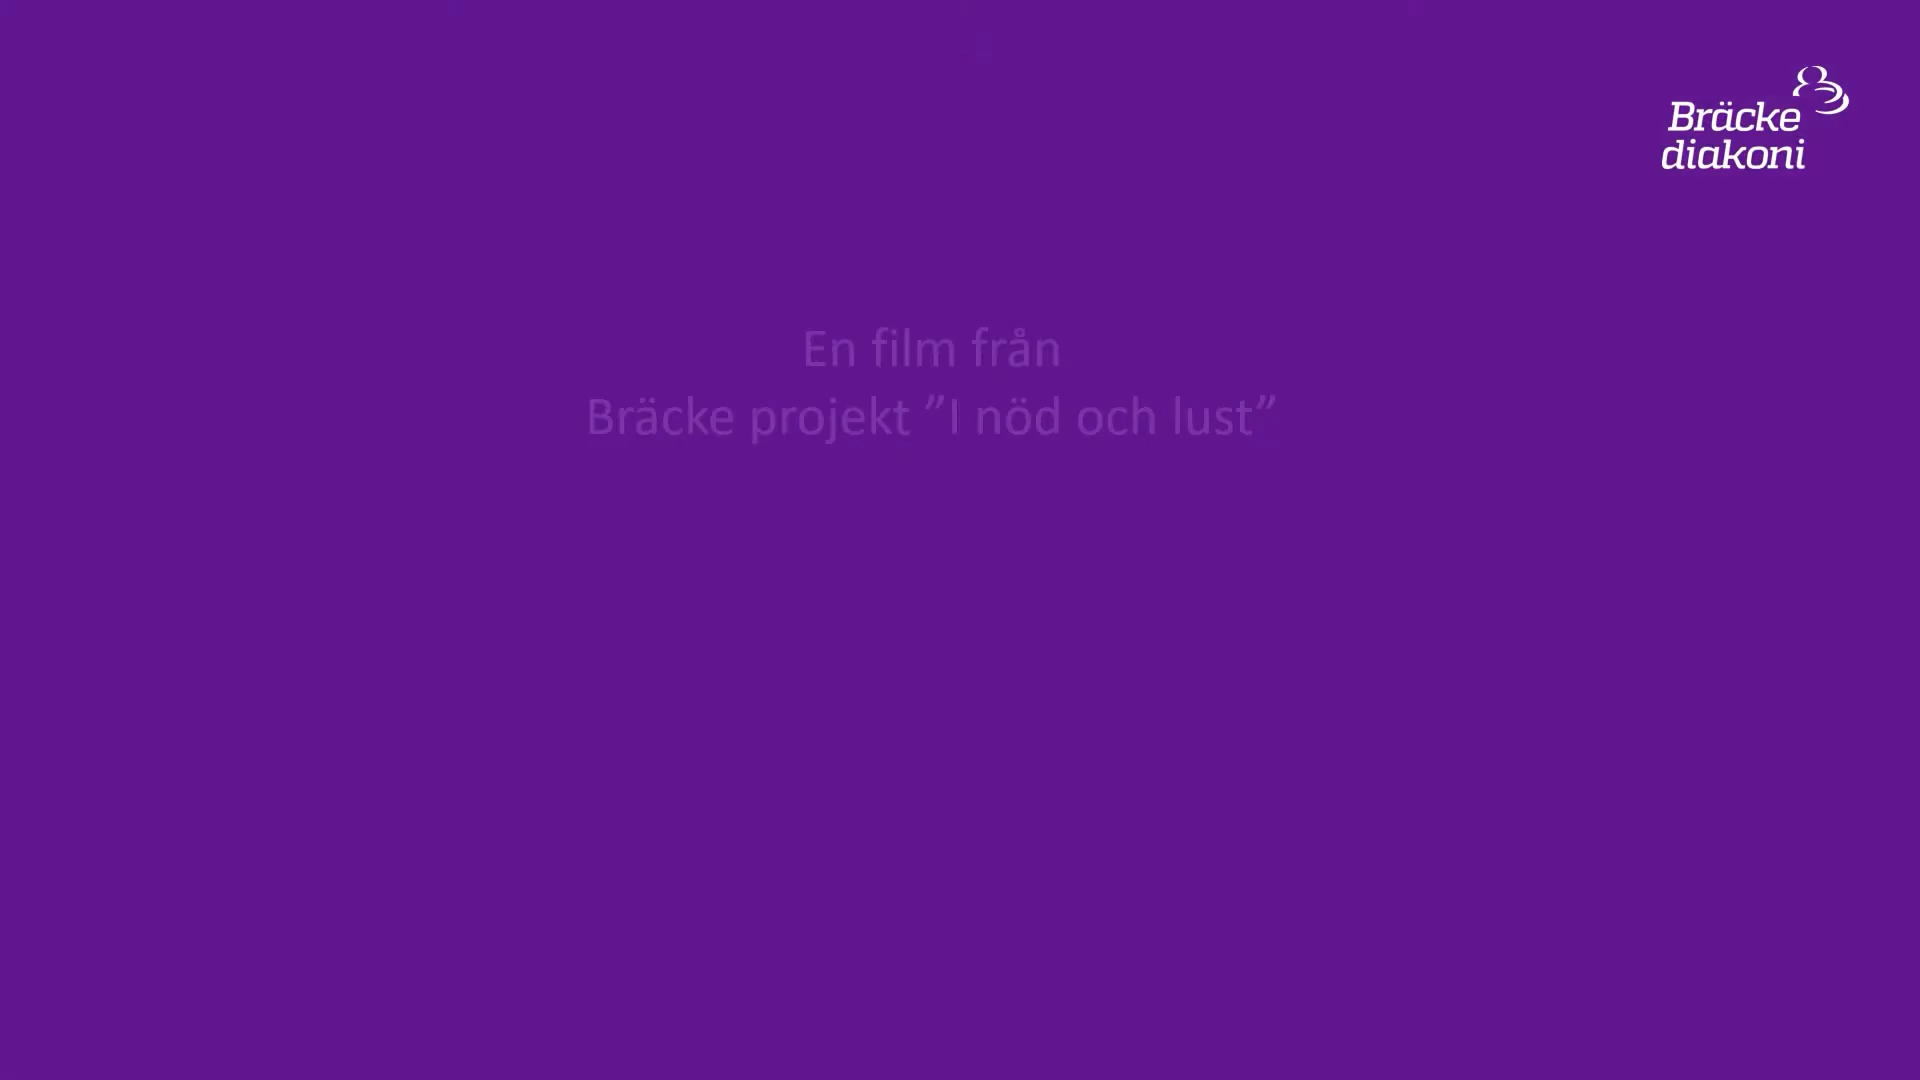 Bräcke
diakoni
En film från
Bräcke projekt ”I nöd och lust”